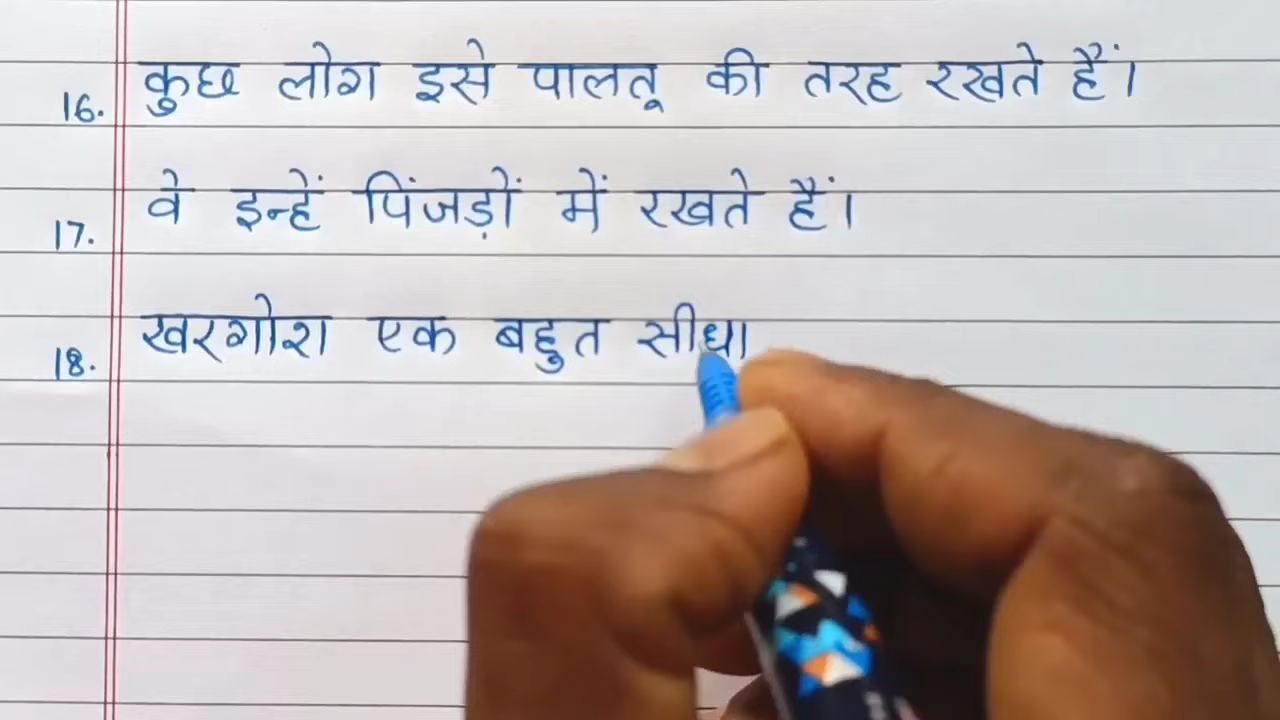 16. कुछ लोग इसे पालतू की तरह रखते हैं।
17. वे इन्हें पिंजड़ों में रखते हैं।
18. खरगोश एक बहुत सीधा